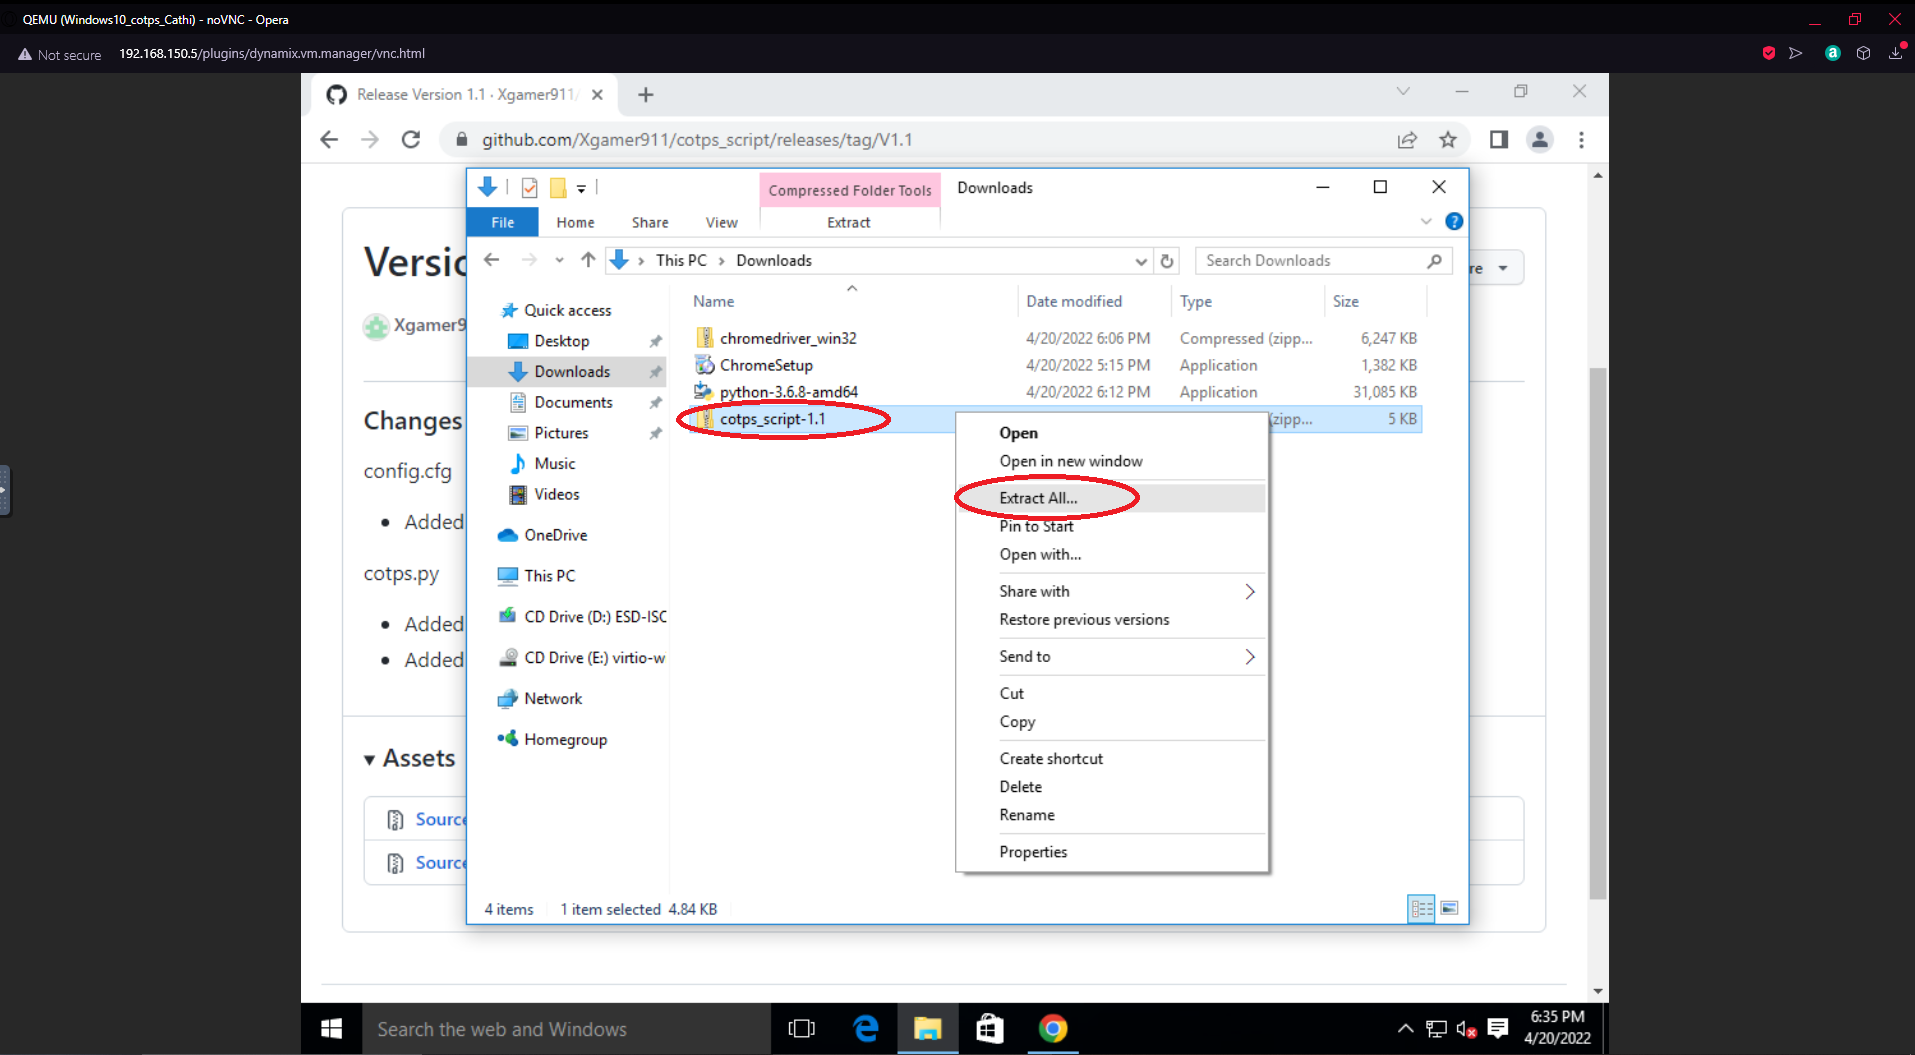 QEMU (Windows10_cotps_Cathi) - noVNC - Opera
Not secure 192.168.150.5/plugins/dynamix.vm.manager/vnc.html
Release Version 1.1 · Xgamer911/
github.com/Xgamer911/cotps_script/releases/tag/V1.1
Compressed Folder Tools Downloads
File Home Share View Extract
This PC Downloads Search Downloads
Versic
re
Xgamer9
Changes
config.cfg
Added
cotps.py
Added
Added
Assets
Source
Source
Quick access
Desktop
Downloads
Documents
Pictures
Music
Videos
OneDrive
This PC
CD Drive (D:) ESD-ISO
CD Drive (E:) virtio-w
Network
Homegroup
Name Date modified Type Size
chromedriver_win32 4/20/2022 6:06 PM Compressed (zipp... 6,247 KB
ChromeSetup 4/20/2022 5:15 PM Application 1,382 KB
python-3.6.8-amd64 4/20/2022 6:12 PM Application 31,085 KB
cotps_script-1.1 (zipp... 5 KB
Open
Open in new window
Extract All...
Pin to Start
Open with...
Share with
Restore previous versions
Send to
Cut
Copy
Create shortcut
Delete
Rename
Properties
4 items 1 item selected 4.84 KB
Search the web and Windows
6:35 PM
4/20/2022